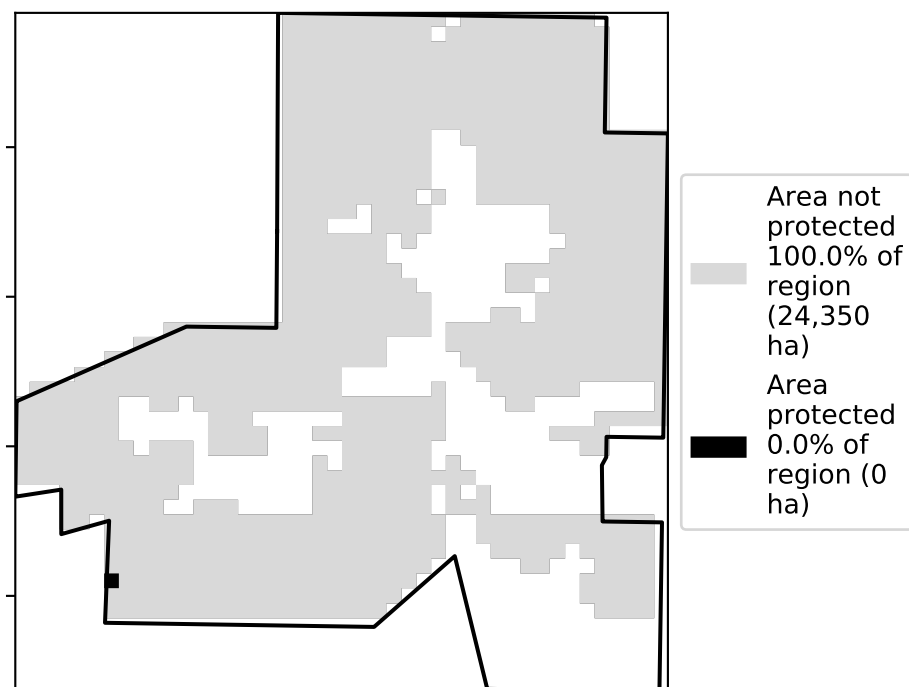 Area not
protected
100.0% of
region
(24,350
ha)
Area
protected
0.0% of
region (0
ha)